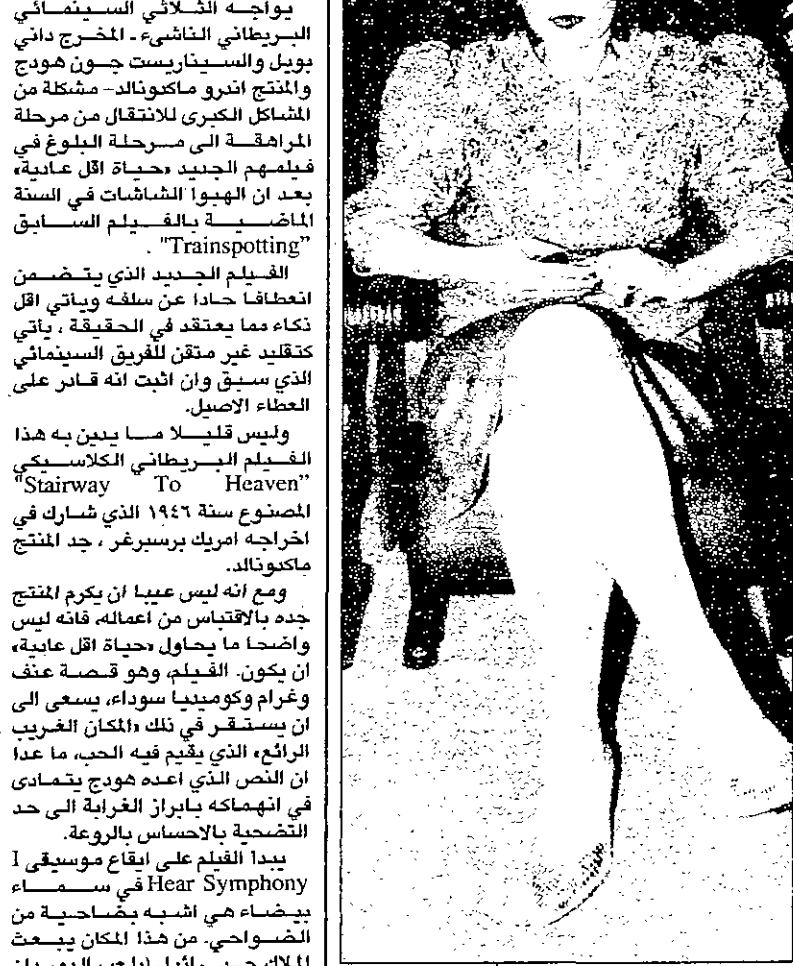 يواجه الثلاثي السينمائي
البريطاني الناشىء - المخرج داني
بويل والسيناريست جون هودج
والمنتج اندرو ماكدونالد- مشكلة من
المشاكل الكبرى للانتقال من مرحلة
المراهقة الى مرحلة البلوغ في
فيلمهم الجديد «حياة اقل عادية»
بعد ان الهبوا الشاشات في السنة
الماضية بالفيلم السابق
"Trainspotting" .
الفيلم الجديد الذي يتضمن
انعطافا حادا عن سلفه ويأتي اقل
ذكاء مما يعتقد في الحقيقة ، يأتي
كتقليد غير متقن للفريق السينمائي
الذي سبق وان اثبت انه قادر على
العطاء الاصيل.
وليس قليلا ما يدين به هذا
الفيلم البريطاني الكلاسيكي
"Stairway To Heaven"
المصنوع سنة ١٩٤٦ الذي شارك في
اخراجه امريك برسبرغر ، جد المنتج
ماكدونالد.
ومع انه ليس عيبا ان يكرم المنتج
جده بالاقتباس من اعماله، فانه ليس
واضحا ما يحاول «حياة اقل عادية»
ان يكون. الفيلم، وهو قصة عنف
وغرام وكوميديا سوداء، يسعى الى
ان يستقر في ذلك «المكان الغريب
الرائع» الذي يقيم فيه الحب، ما عدا
ان النص الذي اعده هودج يتمادى
في انهماكه بابراز الغرابة الى حد
التضحية بالاحساس بالروعة.
يبدا الفيلم على ايقاع موسيقى I
Hear Symphony في سماء
بيضاء هي اشبه بضاحية من
الضواحي. من هذا المكان يبعث
الملاك